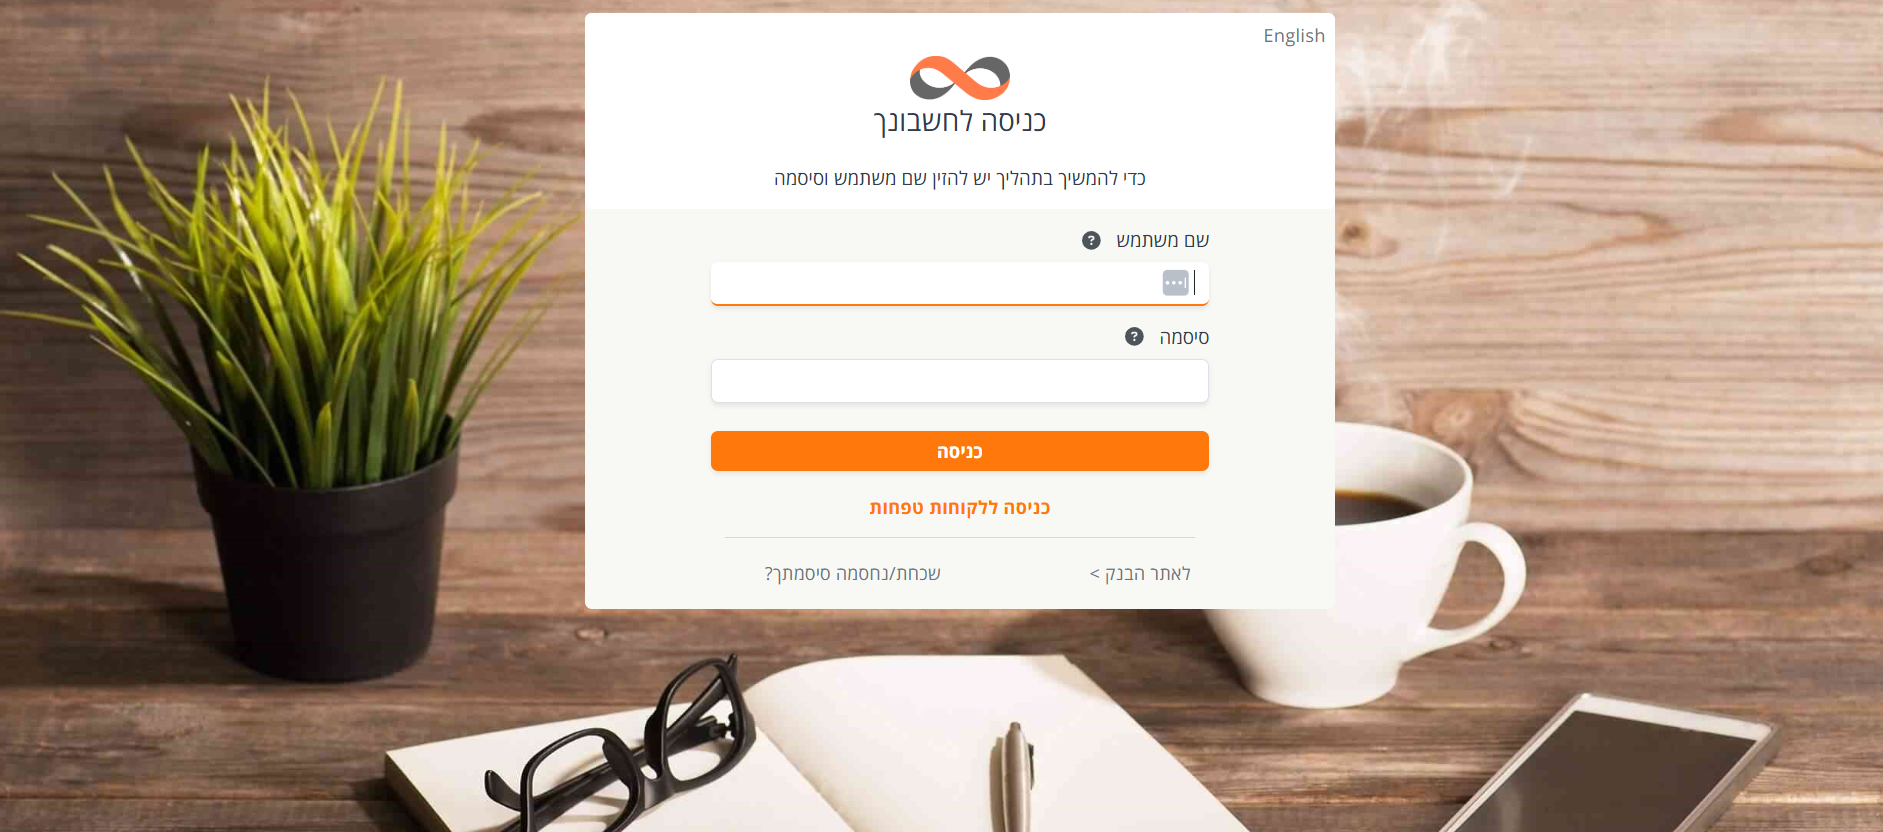 English
כניסה לחשבונך
כדי להמשיך בתהליך יש להזין שם משתמש וסיסמה
שם משתמש ?
סיסמה ?
כניסה
כניסה ללקוחות טפחות
לאתר הבנק >
שכחת/נחסמה סיסמתך?